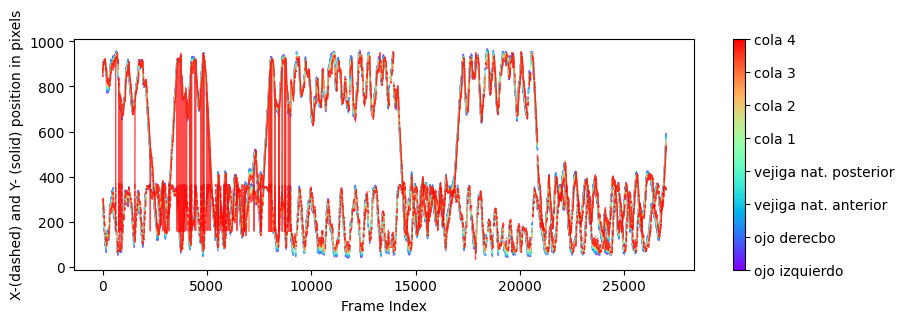 X-(dashed) and Y- (solid) position in pixels
1000
800
600
400
200
0
0 5000 10000 15000 20000 25000
Frame Index
cola 4
cola 3
cola 2
cola 1
vejiga nat. posterior
vejiga nat. anterior
ojo derecbo
ojo izquierdo